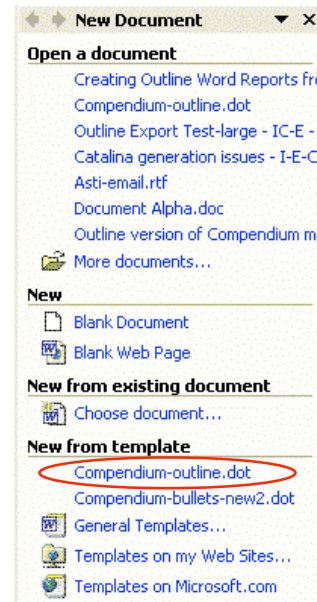 New Document
Open a document
Creating Outline Word Reports
Compendium-outline.dot
Outline Export Test-large - IC-E -
Catalina generation issues - I-E-C
Asti-email.rtf
Document Alpha.doc
Outline version of Compendium
More documents...
New
Blank Document
Blank Web Page
New from existing document
Choose document...
New from template
Compendium-outline.dot
Compendium-bullets-new2.dot
General Templates...
Templates on my Web Sites...
Templates on Microsoft.com